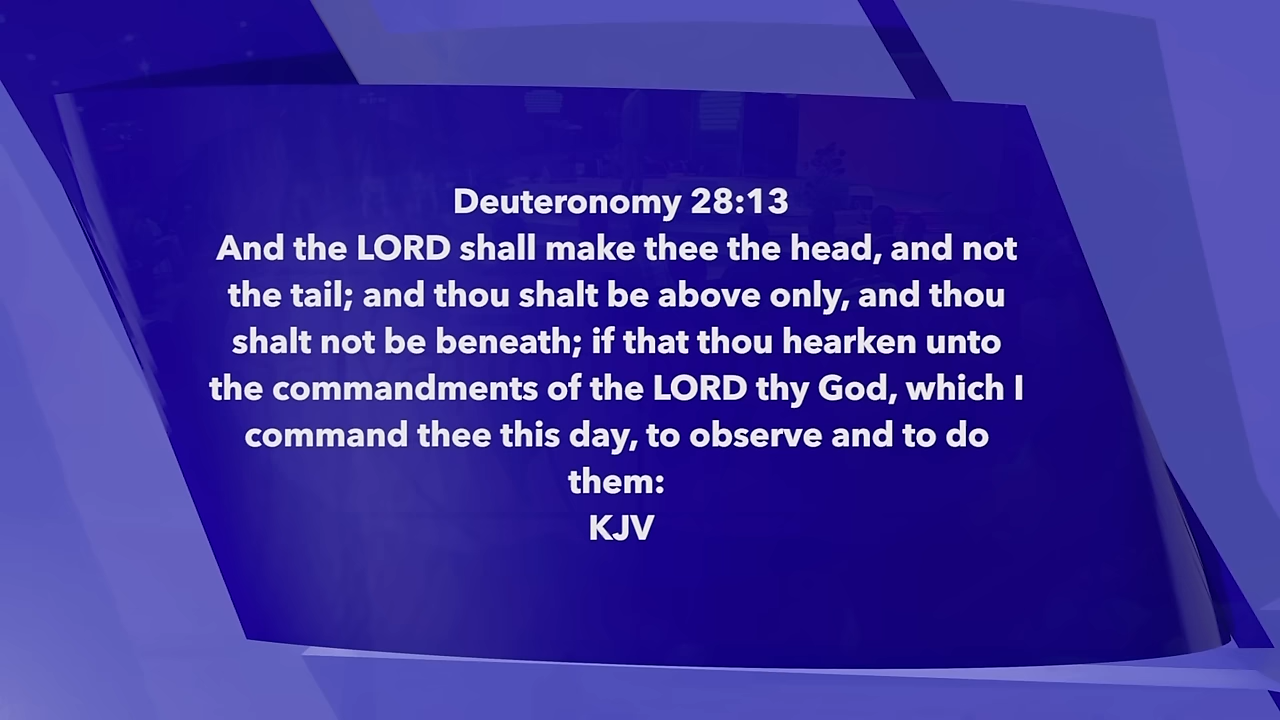 Deuteronomy 28:13
And the LORD shall make thee the head, and not
the tail; and thou shalt be above only, and thou
shalt not be beneath; if that thou hearken unto
the commandments of the LORD thy God, which I
command thee this day, to observe and to do
them:
KJV